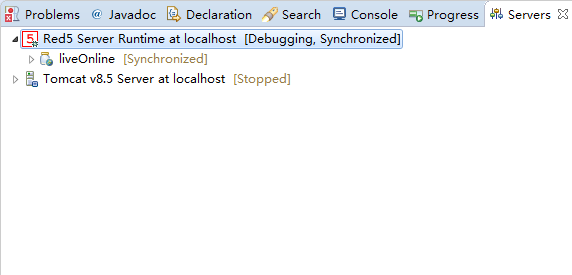 Problems @ Javadoc Declaration Search Console Progress Servers
5 Red5 Server Runtime at localhost [Debugging, Synchronized]
liveOnline [Synchronized]
Tomcat v8.5 Server at localhost [Stopped]